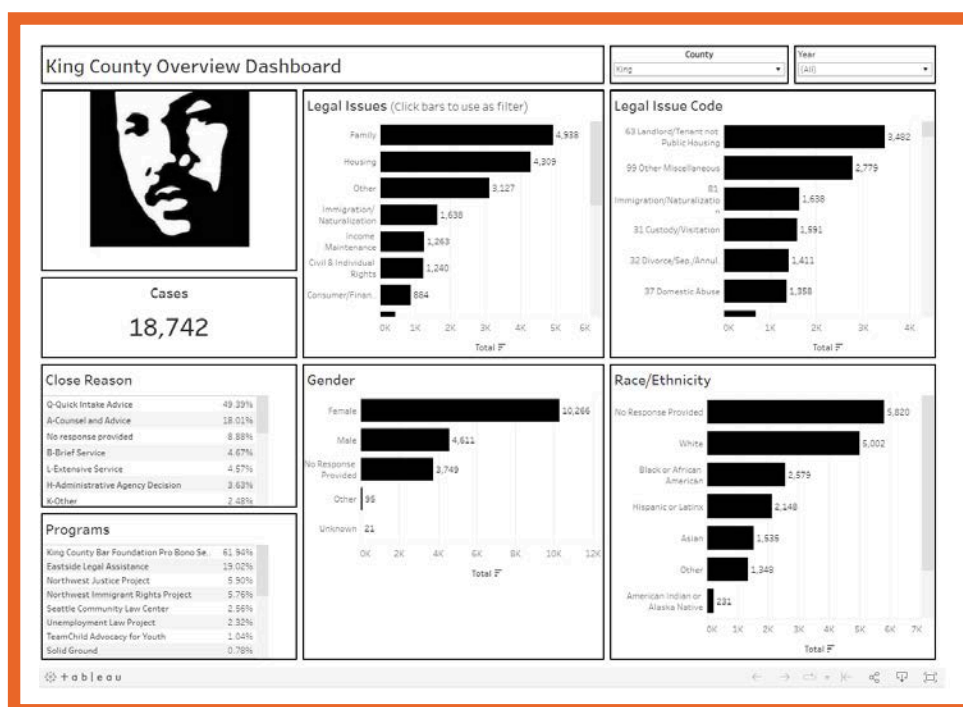 King County Overview Dashboard
County
King
Year
(All)
Legal Issues (Click bars to use as filter)
Family
4,938
Housing
4,309
Other
3,127
Immigration/
Naturalization
1,638
Income
Maintenance
1,263
Civil & Individual
Rights
1,240
Consumer/Finan..
884
0K 1K 2K 3K 4K 5K 6K
Total
Legal Issue Code
63 Landlord/Tenant not
Public Housing
3,482
99 Other Miscellaneous
2,779
81
Immigration/Naturalizatio
n
1,638
31 Custody/Visitation
1,591
32 Divorce/Sep./Annul.
1,411
37 Domestic Abuse
1,358
0K 1K 2K 3K 4K
Total
Cases
18,742
Close Reason
Q-Quick Intake Advice 49.39%
A-Counsel and Advice 18.01%
No response provided 8.88%
B-Brief Service 4.67%
L-Extensive Service 4.57%
H-Administrative Agency Decision 3.63%
K-Other 2.48%
Programs
King County Bar Foundation Pro Bono Se.. 61.94%
Eastside Legal Assistance 19.02%
Northwest Justice Project 5.90%
Northwest Immigrant Rights Project 5.76%
Seattle Community Law Center 2.56%
Unemployment Law Project 2.32%
TeamChild Advocacy for Youth 1.04%
Solid Ground 0.78%
Gender
Female
10,266
Male
4,611
No Response
Provided
3,749
Other
95
Unknown
21
0K 2K 4K 6K 8K 10K 12K
Total
Race/Ethnicity
No Response Provided
5,820
White
5,002
Black or African
American
2,579
Hispanic or Latinx
2,148
Asian
1,535
Other
1,349
American Indian or
Alaska Native
231
0K 1K 2K 3K 4K 5K 6K 7K
Total
tableau